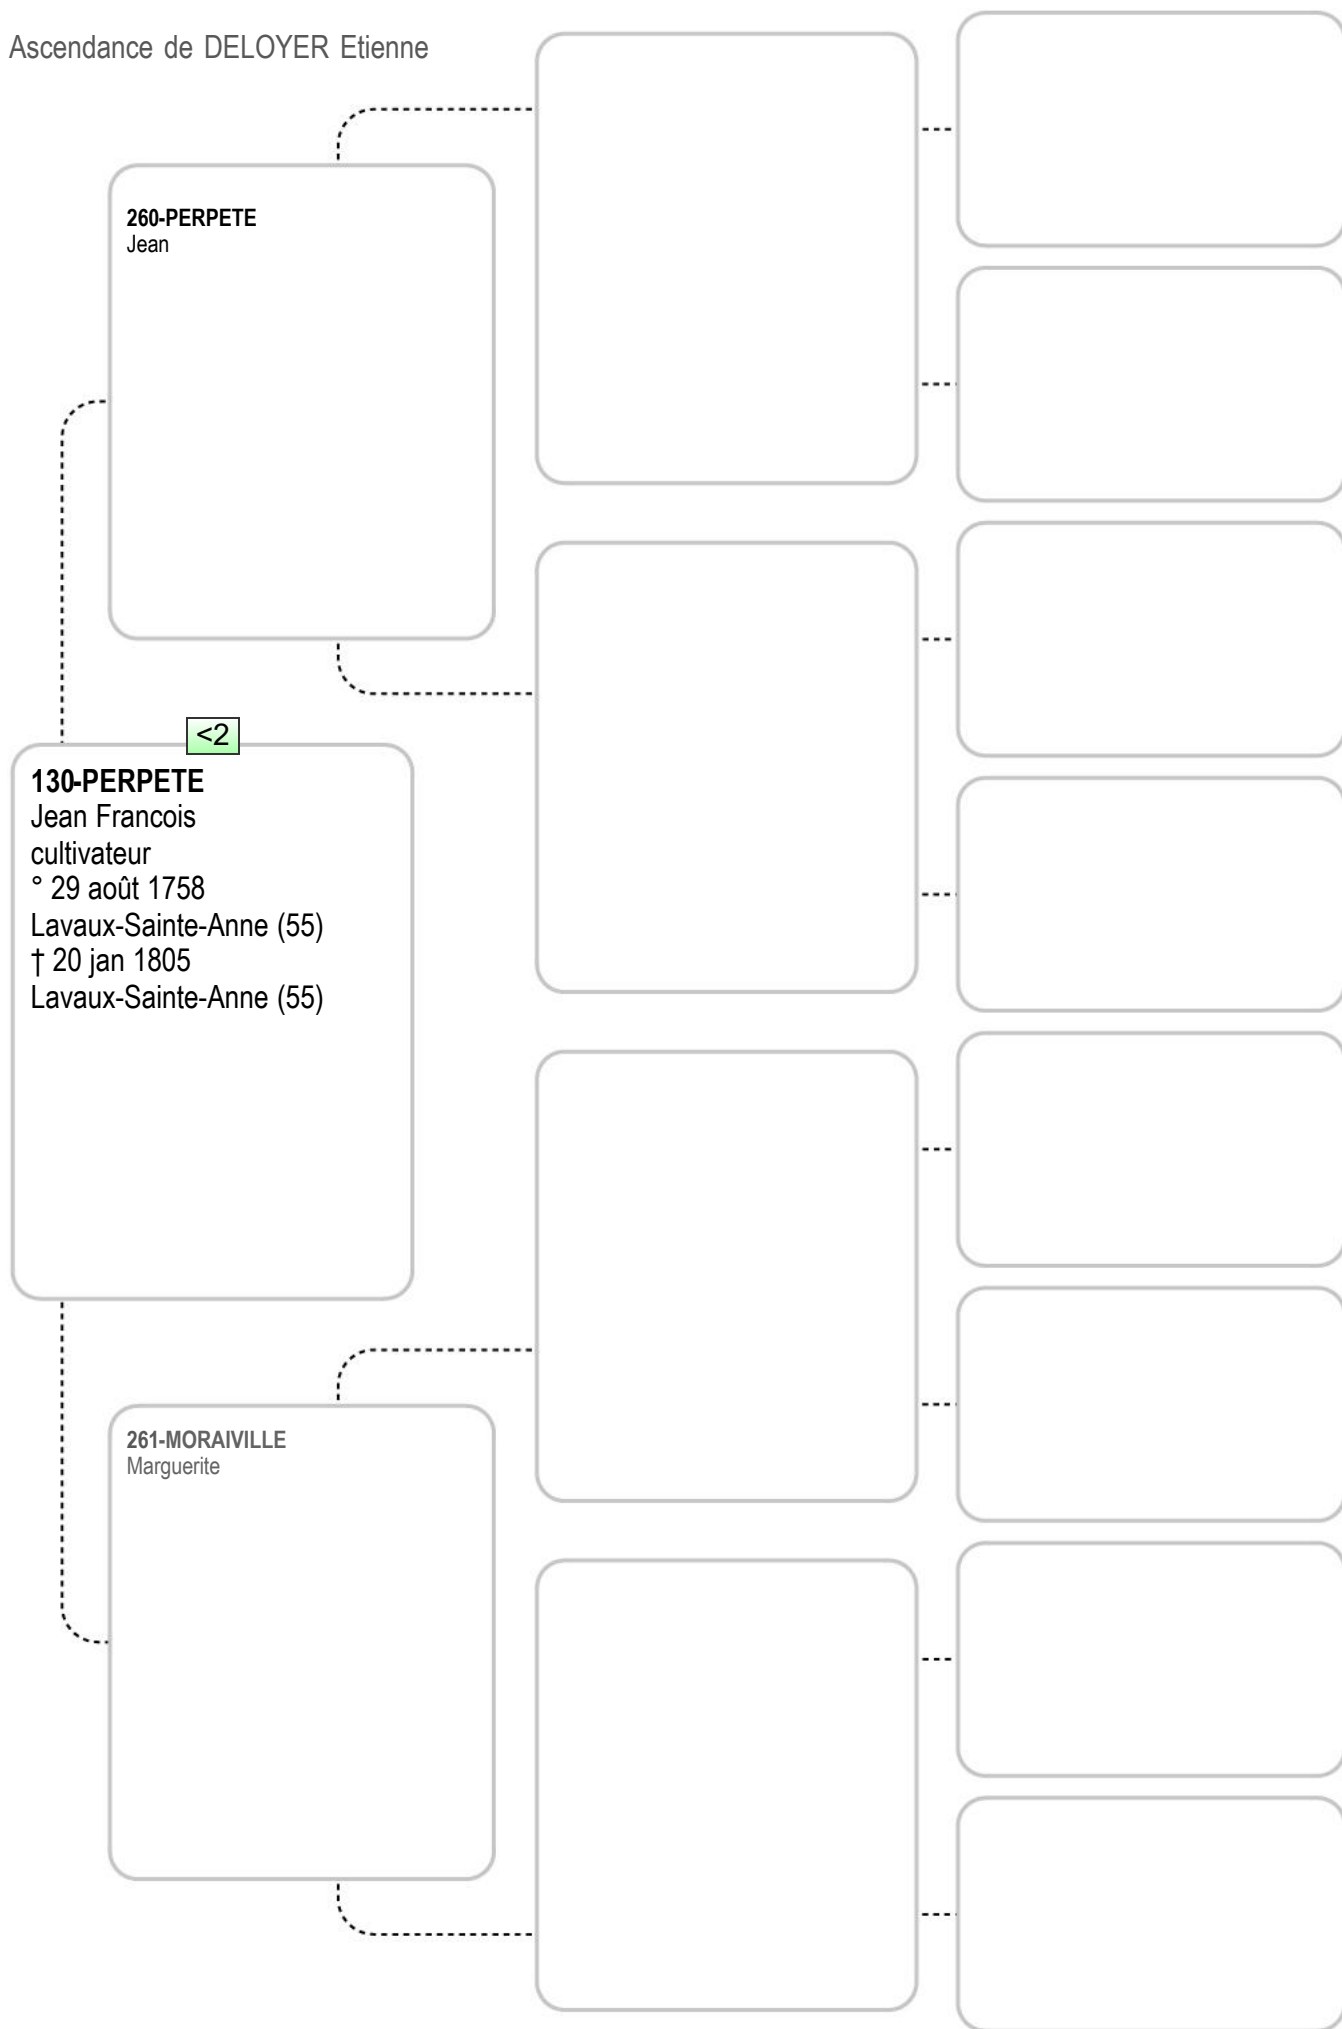 Ascendance de DELOYER Etienne
260-PERPETE
Jean
<2
130-PERPETE
Jean Francois
cultivateur
° 29 août 1758
Lavaux-Sainte-Anne (55)
† 20 jan 1805
Lavaux-Sainte-Anne (55)
261-MORAIVILLE
Marguerite